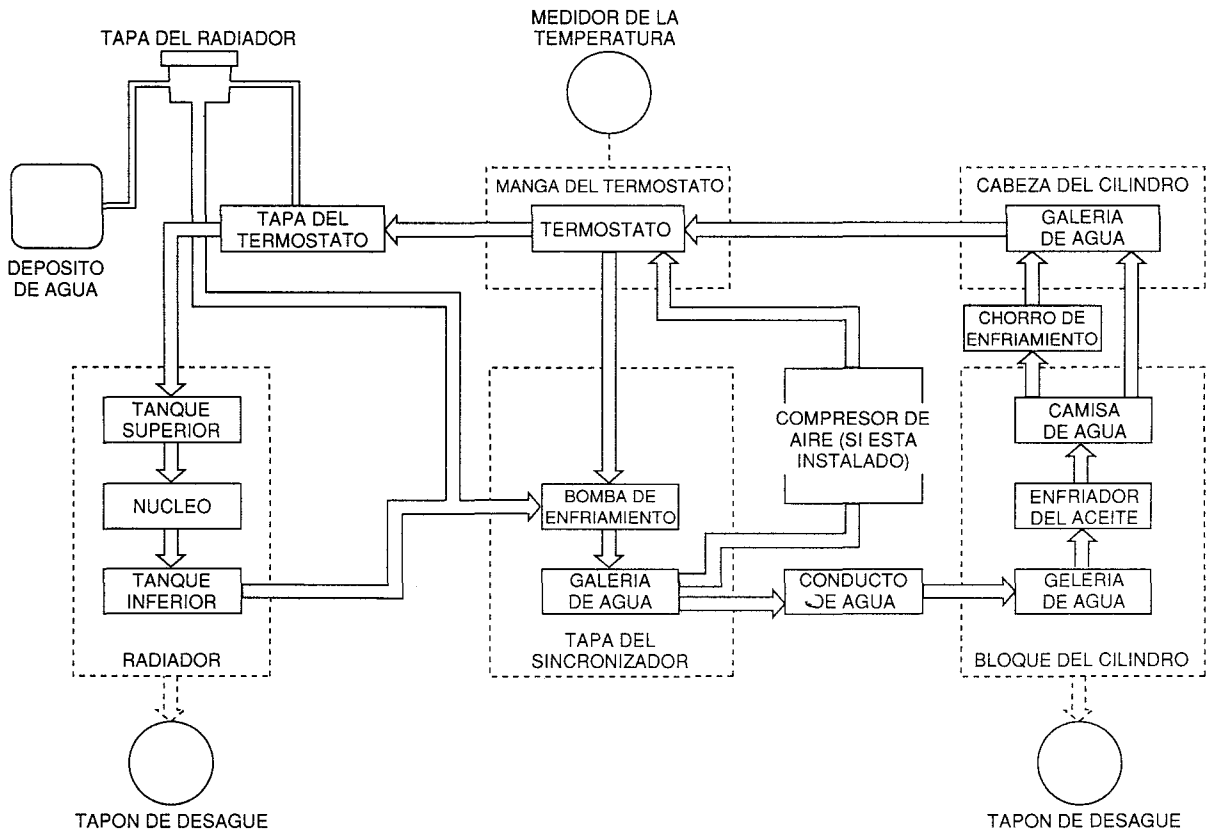 MEDIDOR DE LA
TEMPERATURA
TAPA DEL RADIADOR
MANGA DEL TERMOSTATO
CABEZA DEL CILINDRO
TAPA DEL
TERMOSTATO
TERMOSTATO
GALERIA
DE AGUA
DEPOSITO
DE AGUA
CHORRO DE
ENFRIAMIENTO
TANQUE
SUPERIOR
COMPRESOR DE
AIRE (SI ESTA
INSTALADO)
CAMISA
DE AGUA
NUCLEO
BOMBA DE
ENFRIAMIENTO
ENFRIADOR
DEL ACEITE
TANQUE
INFERIOR
GALERIA
DE AGUA
CONDUCTO
DE AGUA
GELERIA
DE AGUA
RADIADOR
TAPA DEL
SINCRONIZADOR
BLOQUE DEL CILINDRO
TAPON DE DESAGUE
TAPON DE DESAGUE